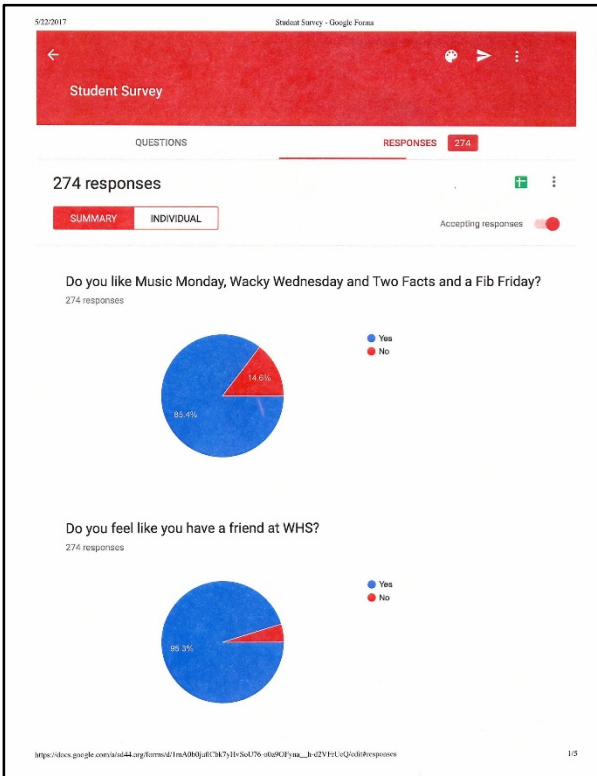 5/22/2017 Student Survey - Google Forms
Student Survey
QUESTIONS RESPONSES 274
274 responses
SUMMARY INDIVIDUAL Accepting responses
Do you like Music Monday, Wacky Wednesday and Two Facts and a Fib Friday?
274 responses
Yes
No
14.6%
85.4%
Do you feel like you have a friend at WHS?
274 responses
Yes
No
95.3%
1/5